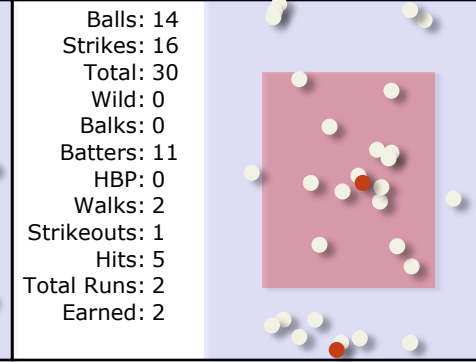 Balls: 14
Strikes: 16
Total: 30
Wild: 0
Balks: 0
Batters: 11
HBP: 0
Walks: 2
Strikeouts: 1
Hits: 5
Total Runs: 2
Earned: 2